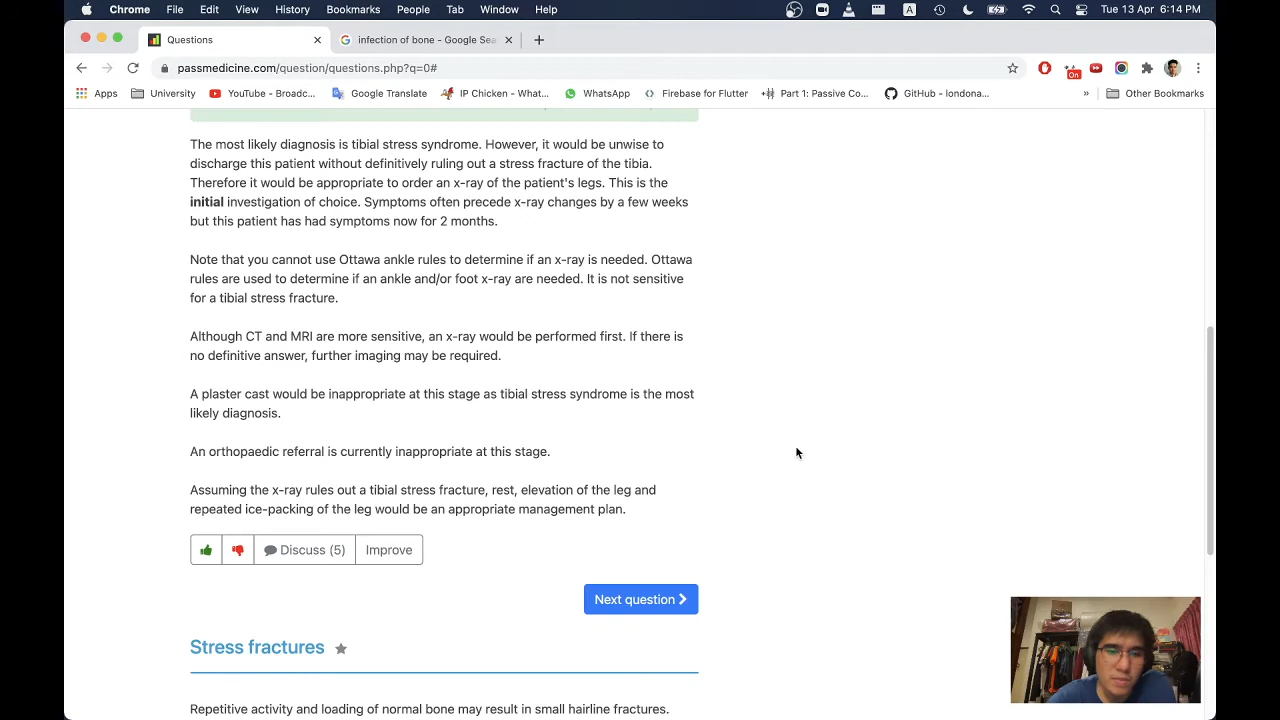 Chrome File Edit View History Bookmarks People Tab Window Help A Tue 13 Apr 6:14 PM
Questions infection of bone - Google Sea
passmedicine.com/question/questions.php?q=0#
On
Apps University YouTube - Broadc... Google Translate IP Chicken - What... WhatsApp Firebase for Flutter Part 1: Passive Co... GitHub - londona... » Other Bookmarks
The most likely diagnosis is tibial stress syndrome. However, it would be unwise to
discharge this patient without definitively ruling out a stress fracture of the tibia.
Therefore it would be appropriate to order an x-ray of the patient's legs. This is the
initial investigation of choice. Symptoms often precede x-ray changes by a few weeks
but this patient has had symptoms now for 2 months.
Note that you cannot use Ottawa ankle rules to determine if an x-ray is needed. Ottawa
rules are used to determine if an ankle and/or foot x-ray are needed. It is not sensitive
for a tibial stress fracture.
Although CT and MRI are more sensitive, an x-ray would be performed first. If there is
no definitive answer, further imaging may be required.
A plaster cast would be inappropriate at this stage as tibial stress syndrome is the most
likely diagnosis.
An orthopaedic referral is currently inappropriate at this stage.
Assuming the x-ray rules out a tibial stress fracture, rest, elevation of the leg and
repeated ice-packing of the leg would be an appropriate management plan.
Discuss (5) Improve
Next question
Stress fractures
Repetitive activity and loading of normal bone may result in small hairline fractures.